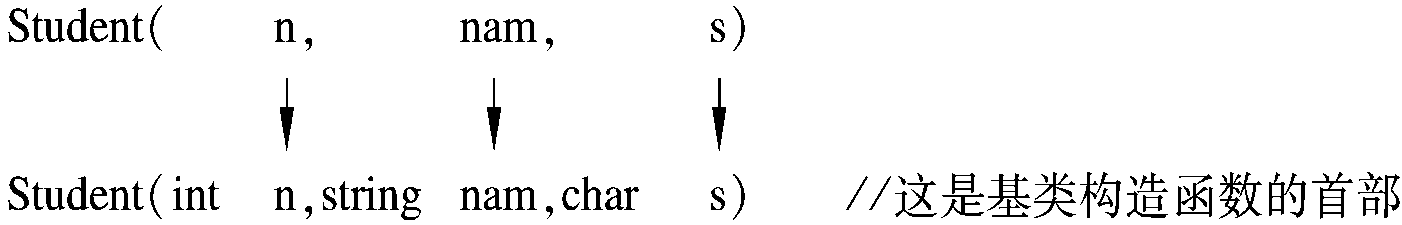 Student( n, nam, s)
Student(int n,string nam,char s) //这是基类构造函数的首部